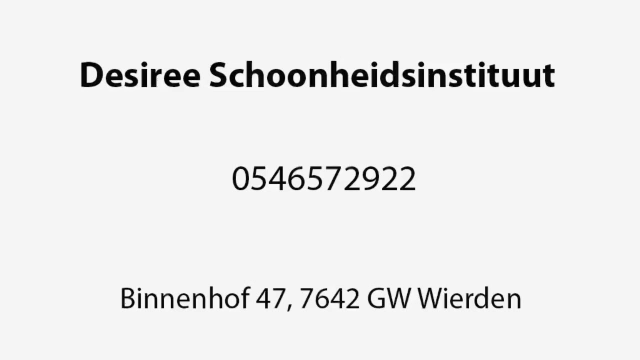 Desiree Schoonheidsinstituut
0546572922
Binnenhof 47, 7642 GW Wierden